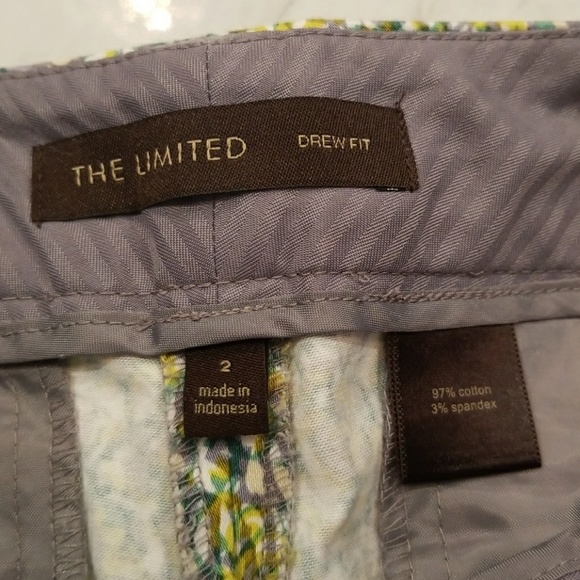 THE LIMITED DREW FIT
2
made in
indonesia
97% cotton
3% spandex